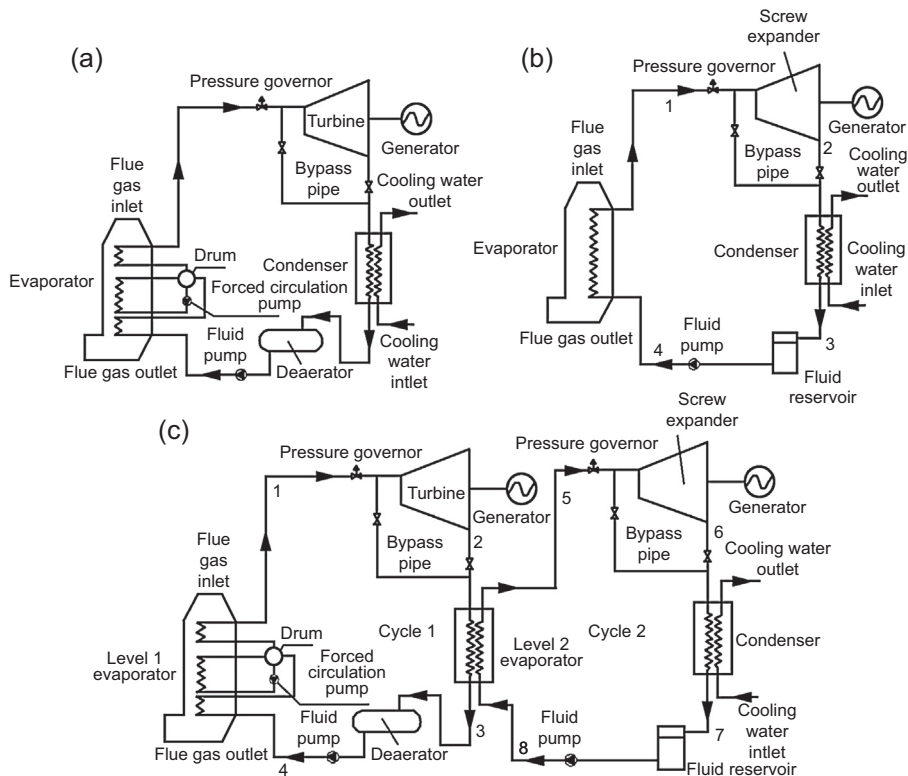 (a)
Pressure governor
Turbine
Generator
Flue
gas
inlet
Bypass
pipe
Cooling water
outlet
Evaporator
Drum
Forced circulation
pump
Condenser
Fluid
pump
Deaerator
Cooling
water
intlet
Flue gas outlet
(b)
Screw
expander
Pressure governor
1
Generator
Flue
gas
inlet
2
Bypass
pipe
Cooling
water
outlet
Evaporator
Condenser
Cooling
water
inlet
Flue gas outlet
4
Fluid
pump
3
Fluid
reservoir
(c)
Screw
expander
Pressure governor
1
Turbine
Generator
2
Flue
gas
inlet
Bypass
pipe
Pressure governor
5
Generator
6
Bypass
pipe
Cooling water
outlet
Level 1
evaporator
Drum
Forced
circulation
pump
Cycle 1
Level 2
evaporator
Cycle 2
Condenser
Fluid
pump
Deaerator
3
4
Flue gas outlet
8
Fluid
pump
7
Cooling
water
intlet
Fluid reservoir